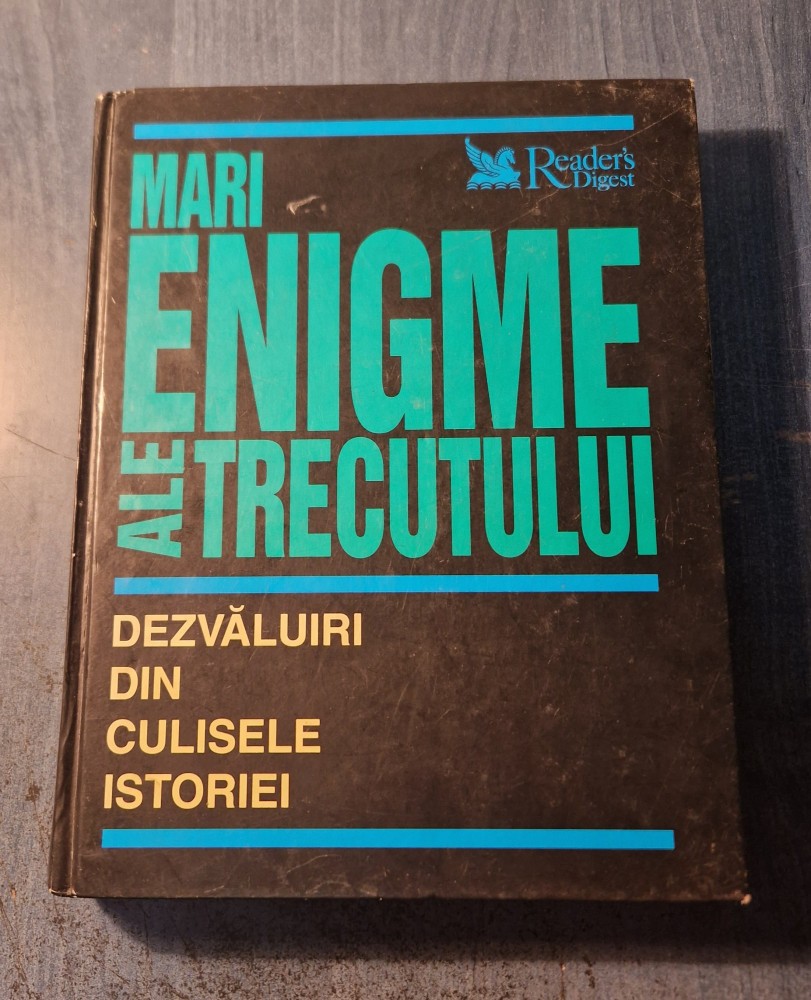 Reader's
Digest
MARI
ENIGME
ALE TRECUTULUI
DEZVĂLUIRI
DIN
CULISELE
ISTORIEI